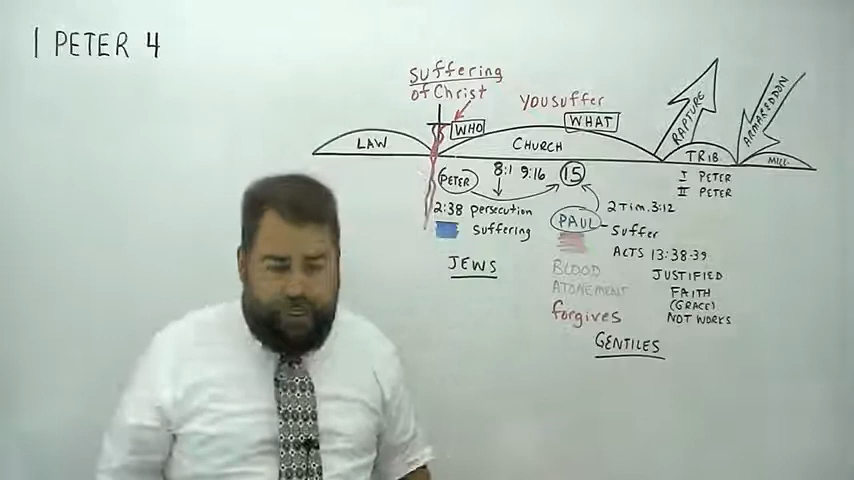 I PETER 4
Suffering
of Christ
YOU SUFFER
WHO
WHAT
LAW
CHURCH
RAPTURE
TRIB.
ARMAGEDDON
MILL.
PETER
8:1 9:16
15
I PETER
II PETER
2:38 persecution
suffering
JEWS
PAUL
2 Tim. 3:12
Suffer
ACTS 13:38-39
BLOOD
ATONEMENT
forgives
JUSTIFIED
FAITH
(GRACE)
NOT WORKS
GENTILES